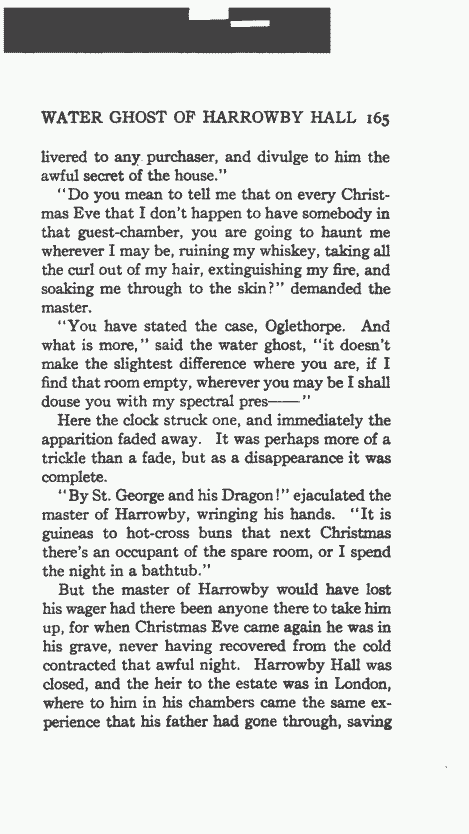 WATER GHOST OF HARROWBY HALL 165
livered to any purchaser, and divulge to him the
awful secret of the house."
"Do you mean to tell me that on every Christ-
mas Eve that I don't happen to have somebody in
that guest-chamber, you are going to haunt me
wherever I may be, ruining my whiskey, taking all
the curl out of my hair, extinguishing my fire, and
soaking me through to the skin?" demanded the
master.
"You have stated the case, Oglethorpe. And
what is more," said the water ghost, "it doesn't
make the slightest difference where you are, if I
find that room empty, wherever you may be I shall
douse you with my spectral pres——"
Here the clock struck one, and immediately the
apparition faded away. It was perhaps more of a
trickle than a fade, but as a disappearance it was
complete.
"By St. George and his Dragon!" ejaculated the
master of Harrowby, wringing his hands. "It is
guineas to hot-cross buns that next Christmas
there's an occupant of the spare room, or I spend
the night in a bathtub."
But the master of Harrowby would have lost
his wager had there been anyone there to take him
up, for when Christmas Eve came again he was in
his grave, never having recovered from the cold
contracted that awful night. Harrowby Hall was
closed, and the heir to the estate was in London,
where to him in his chambers came the same ex-
perience that his father had gone through, saving